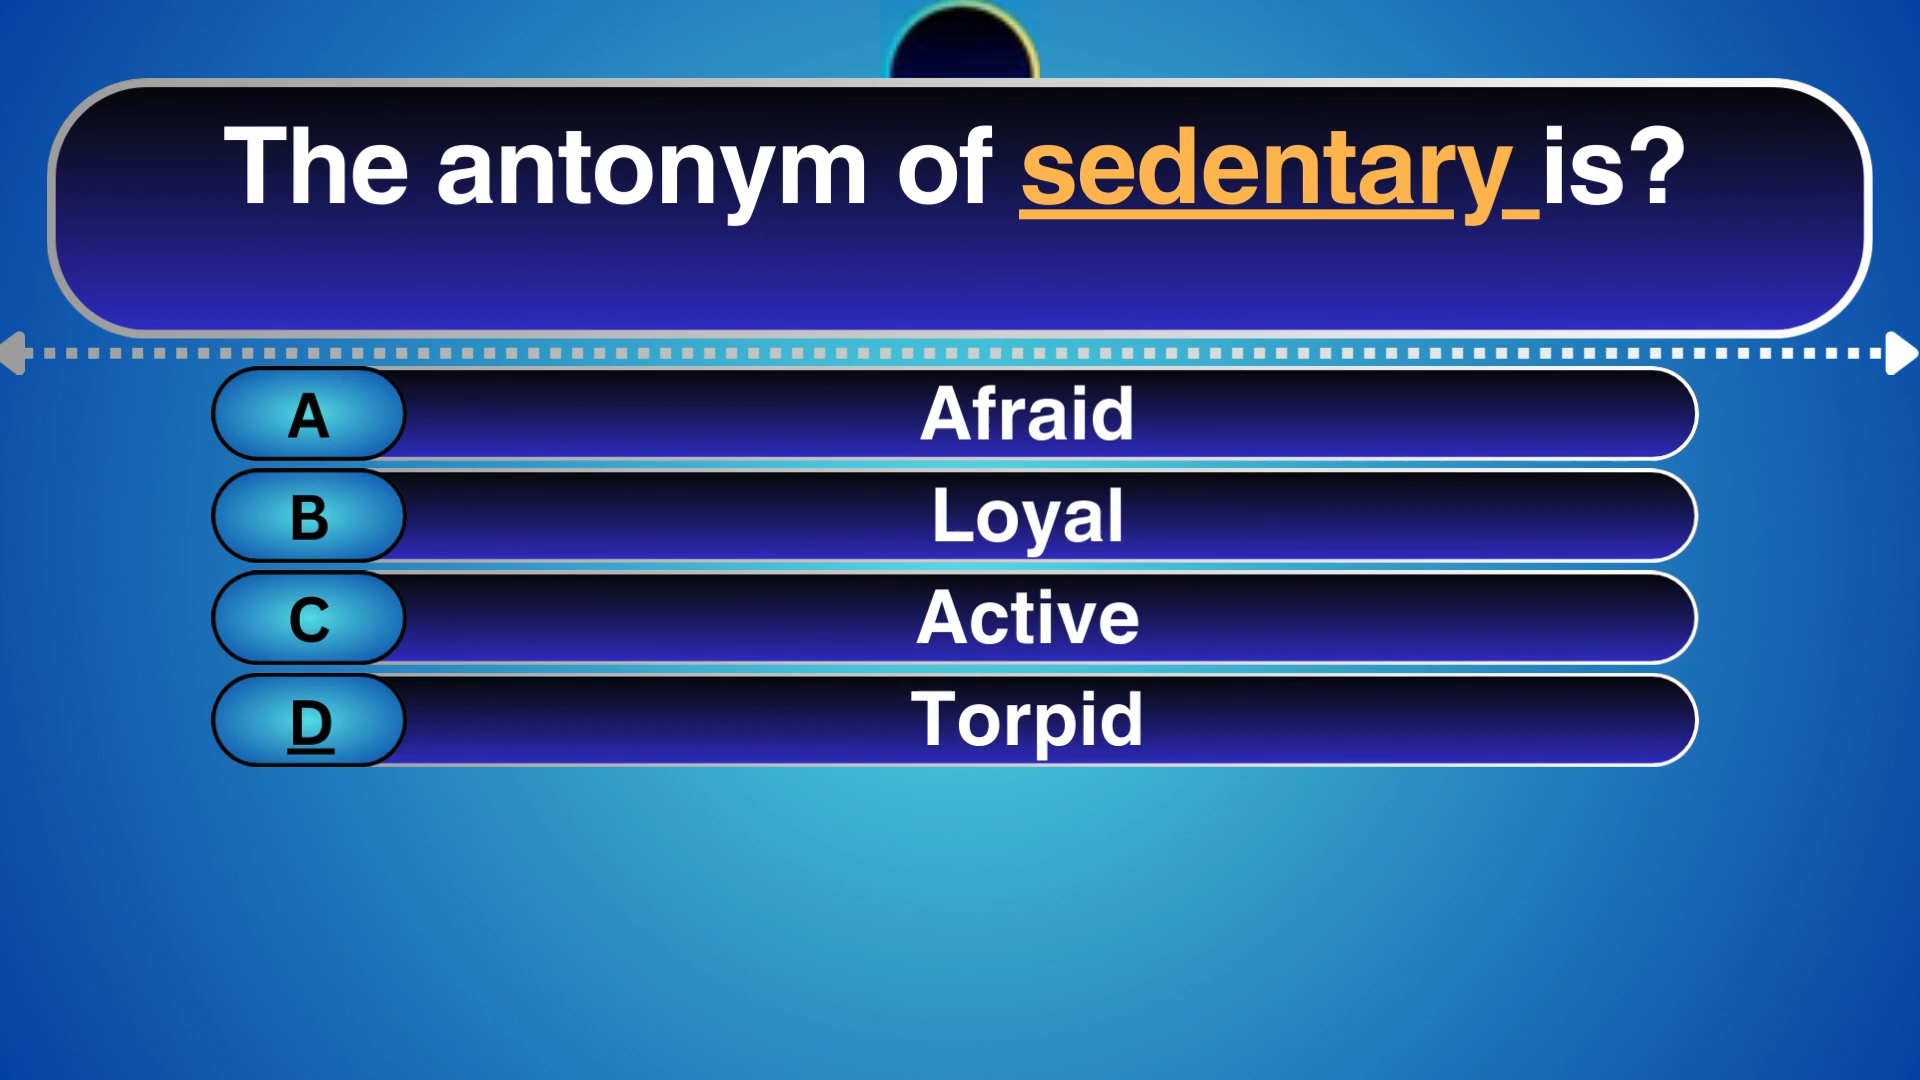 The antonym of sedentary is?
A Afraid
B Loyal
C Active
D Torpid